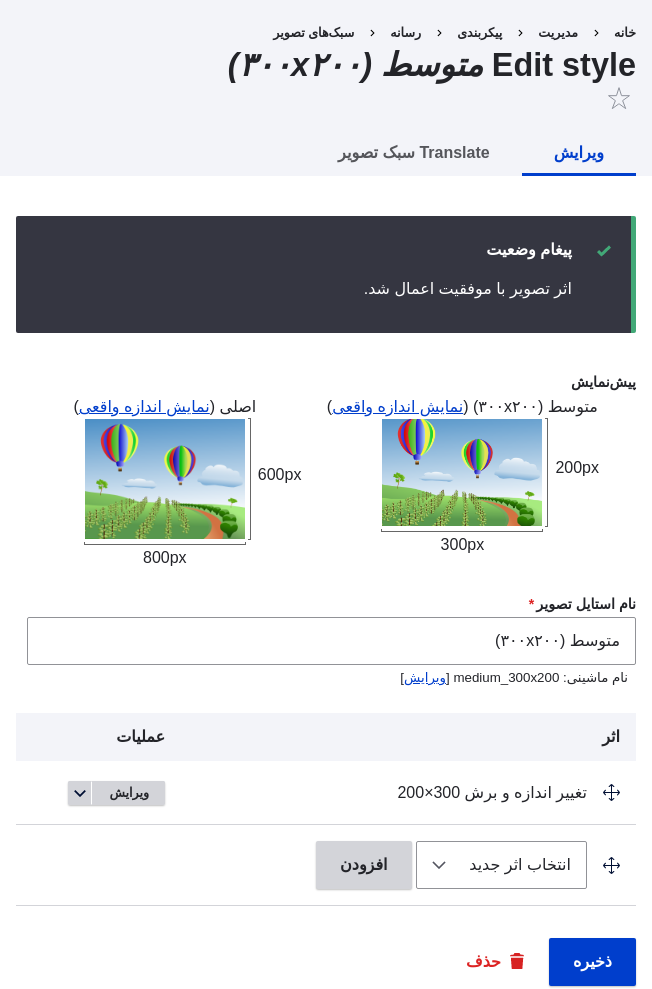 خانه › مدیریت › پیکربندی › رسانه › سبک‌های تصویر
Edit style متوسط (۳۰۰x۲۰۰)
ویرایش
Translate سبک تصویر
پیغام وضعیت
اثر تصویر با موفقیت اعمال شد.
پیش‌نمایش
متوسط (۳۰۰x۲۰۰) (نمایش اندازه واقعی)
200px
300px
اصلی (نمایش اندازه واقعی)
600px
800px
نام استایل تصویر*
متوسط (۳۰۰x۲۰۰)
نام ماشینی: medium_300x200 [ویرایش]
اثر
عملیات
تغییر اندازه و برش 300×200
ویرایش
انتخاب اثر جدید
افزودن
ذخیره
حذف